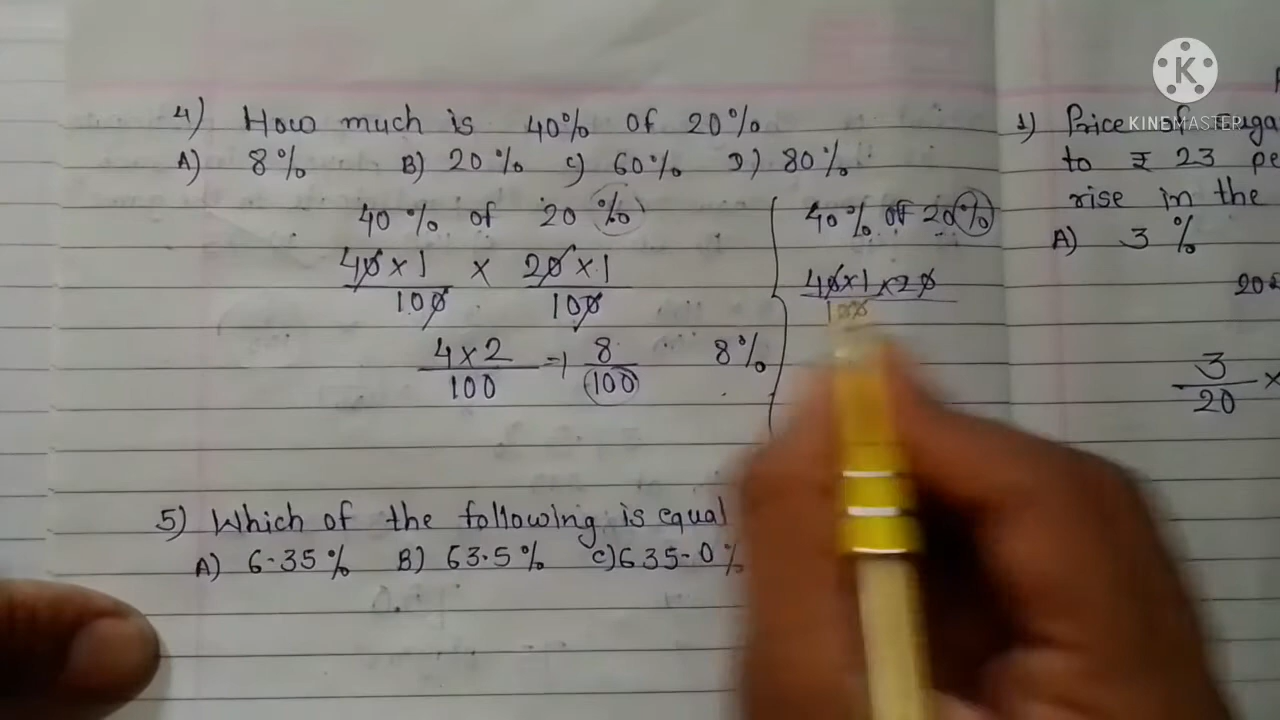 4) How much is 40% of 20%
A) 8% B) 20% C) 60% D) 80%
40% of 20%
40×1 × 20×1
100 100
4×2 ⇒ 8 8%
100 100
40% of 20%
40×1×20
100
5) Which of the following is equal
A) 6.35% B) 63.5% C) 635.0%
1) Price of
to ₹ 23 pe
rise in the
A) 3%
20
3 ×
20
K
KINEMASTER